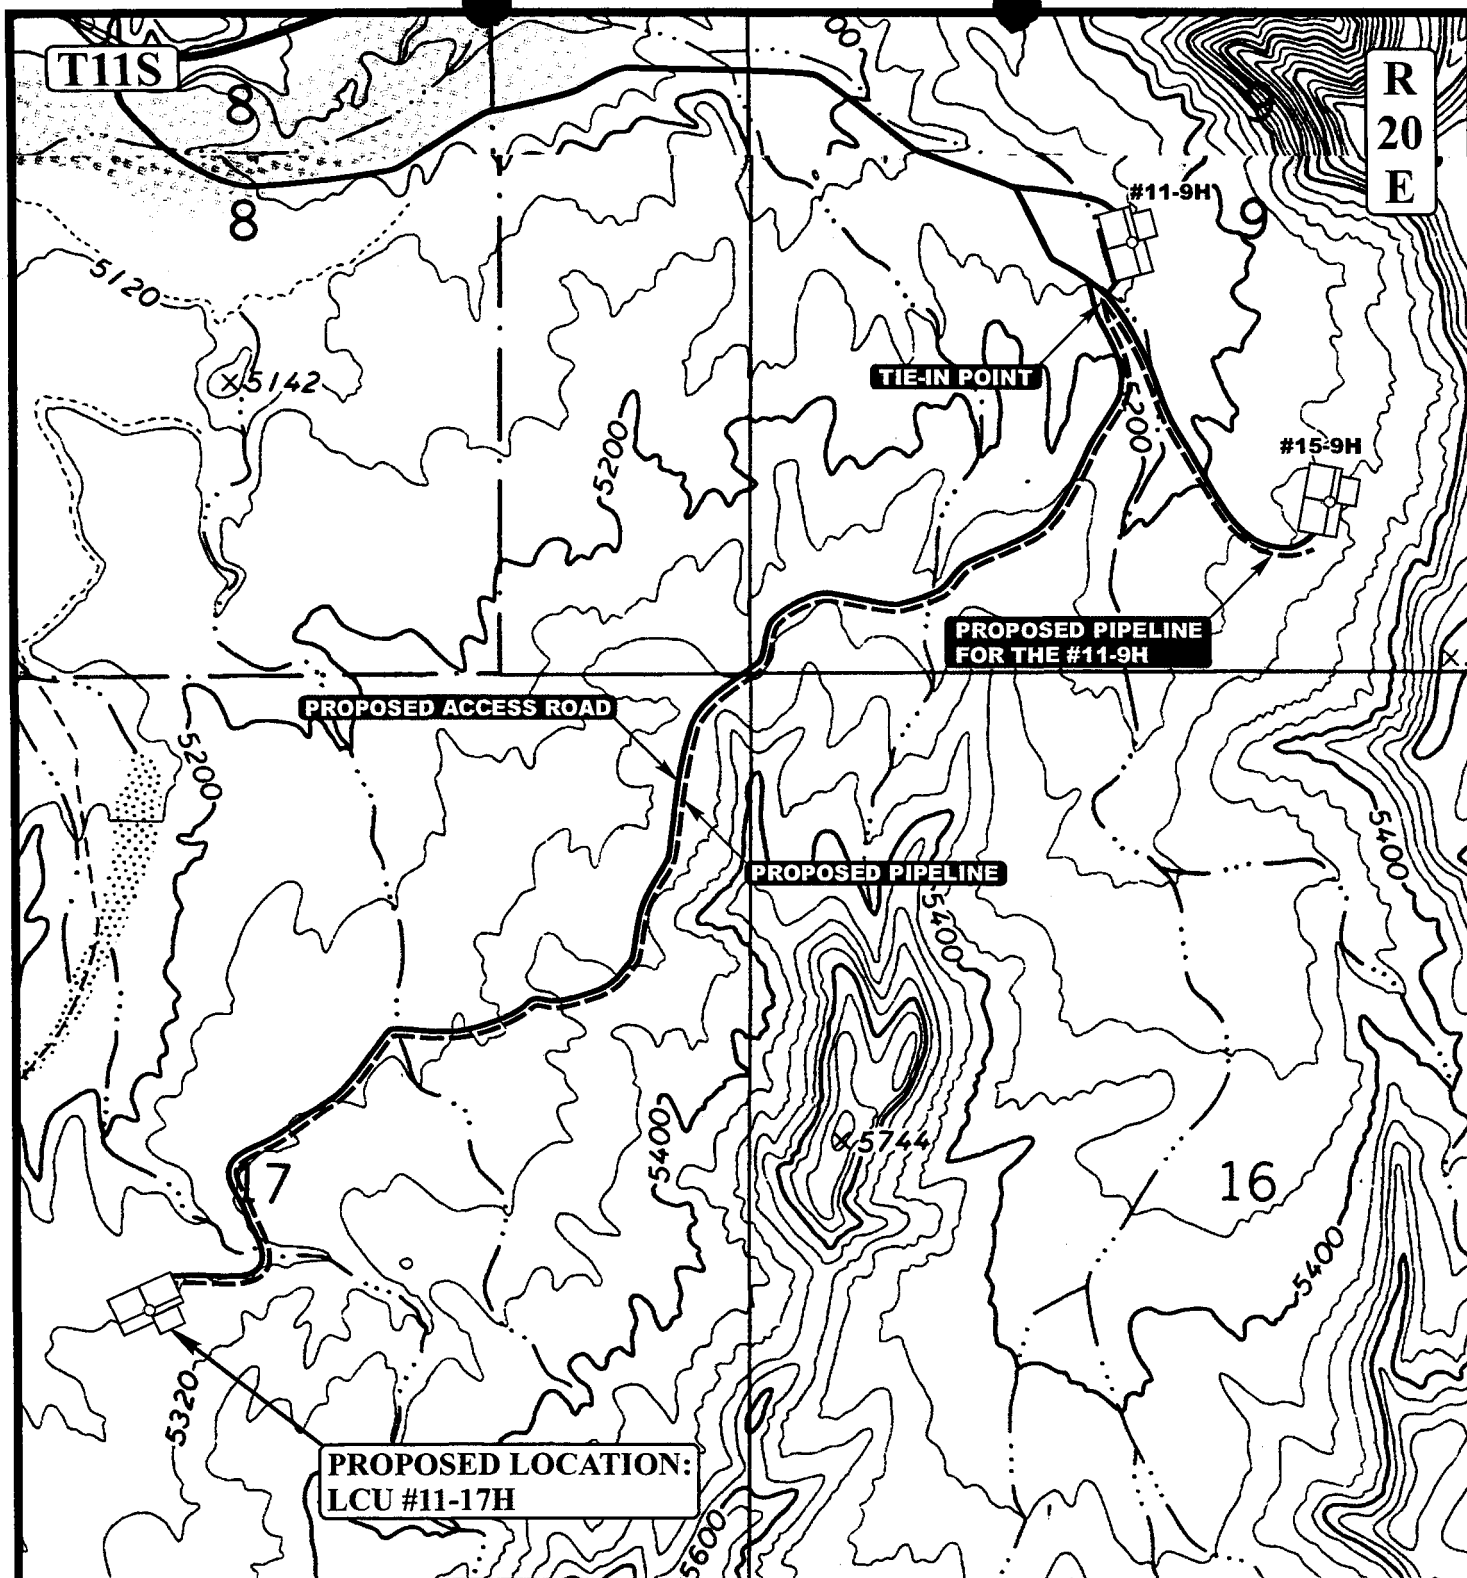 T11S
R
20
E
8
9
00
8
#11-9H
9
5120
5142
TIE-IN POINT
5200
5200
#15-9H
PROPOSED PIPELINE
FOR THE #11-9H
PROPOSED ACCESS ROAD
5200
5400
PROPOSED PIPELINE
5400
5744
5400
7
16
5400
5320
PROPOSED LOCATION:
LCU #11-17H
5600